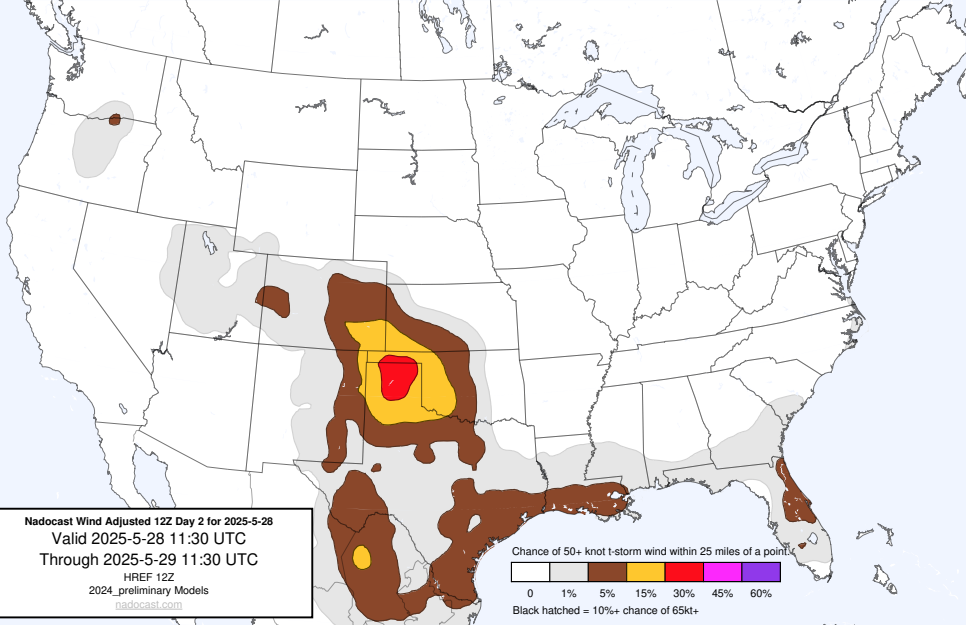 Nadocast Wind Adjusted 12Z Day 2 for 2025-5-28
Valid 2025-5-28 11:30 UTC
Through 2025-5-29 11:30 UTC
HREF 12Z
2024_preliminary Models
nadocast.com
Chance of 50+ knot t-storm wind within 25 miles of a point.
0 1% 5% 15% 30% 45% 60%
Black hatched = 10%+ chance of 65kt+